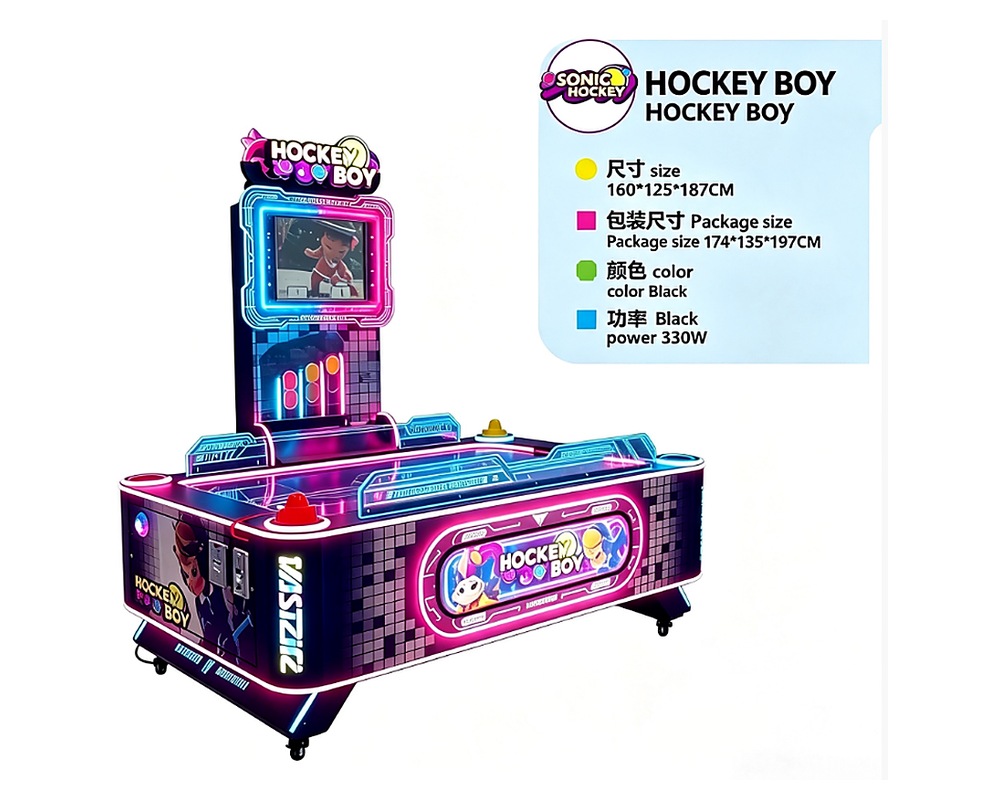 SONIC
HOCKEY
HOCKEY BOY
HOCKEY BOY
尺寸 size
160*125*187CM
包装尺寸 Package size
Package size 174*135*197CM
颜色 color
color Black
功率 Black
power 330W
HOCKEY
BOY
HOCKEY
BOY
HOCKEY
BOY